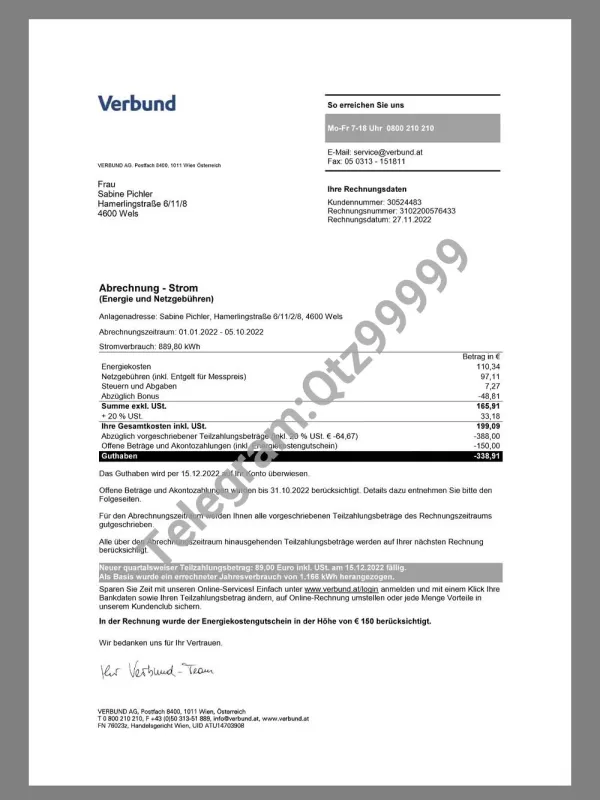 Verbund
So erreichen Sie uns
Mo-Fr 7-18 Uhr 0800 210 210
E-Mail: service@verbund.at
Fax: 05 0313 - 151811
VERBUND AG, Postfach 8400, 1011 Wien Österreich
Frau
Sabine Pichler
Hamerlingstraße 6/11/8
4600 Wels
Ihre Rechnungsdaten
Kundennummer: 30524483
Rechnungsnummer: 3102200576433
Rechnungsdatum: 27.11.2022
Abrechnung - Strom
(Energie und Netzgebühren)
Anlagenadresse: Sabine Pichler, Hamerlingstraße 6/11/2/8, 4600 Wels
Abrechnungszeitraum: 01.01.2022 - 05.10.2022
Stromverbrauch: 889,80 kWh
Betrag in €
Energiekosten 110,34
Netzgebühren (inkl. Entgelt für Messpreis) 97,11
Steuern und Abgaben 7,27
Abzüglich Bonus -48,81
Summe exkl. USt. 165,91
+ 20 % USt. 33,18
Ihre Gesamtkosten inkl. USt. 199,09
Abzüglich vorgeschriebener Teilzahlungsbeträge (inkl. 20 % USt. € -64,67) -388,00
Offene Beträge und Akontozahlungen (inkl. Energiekostengutschein) -150,00
Guthaben -338,91
Das Guthaben wird per 15.12.2022 auf Ihr Konto überwiesen.
Offene Beträge und Akontozahlungen wurden bis 31.10.2022 berücksichtigt. Details dazu entnehmen Sie bitte den
Folgeseiten.
Für den Abrechnungszeitraum werden Ihnen alle vorgeschriebenen Teilzahlungsbeträge des Rechnungszeitraums
gutgeschrieben.
Alle über den Abrechnungszeitraum hinausgehenden Teilzahlungsbeträge werden auf Ihrer nächsten Rechnung
berücksichtigt.
Neuer quartalsweiser Teilzahlungsbetrag: 89,00 Euro inkl. USt. am 15.12.2022 fällig.
Als Basis wurde ein errechneter Jahresverbrauch von 1,166 kWh herangezogen.
Sparen Sie Zeit mit unseren Online-Services! Einfach unter www.verbund.at/login anmelden und mit einem Klick Ihre
Bankdaten sowie Ihren Teilzahlungsbetrag ändern, auf Online-Rechnung umstellen oder jede Menge Vorteile in
unserem Kundenclub sichern.
In der Rechnung wurde der Energiekostengutschein in der Höhe von € 150 berücksichtigt.
Wir bedanken uns für Ihr Vertrauen.
Ihr Verbund-Team
VERBUND AG, Postfach 8400, 1011 Wien, Österreich
T 0 800 210 210, F +43 (0)50 313-51 889, info@verbund.at, www.verbund.at
FN 76023z, Handelsgericht Wien, UID ATU14703908
Telegram:Qtz99999